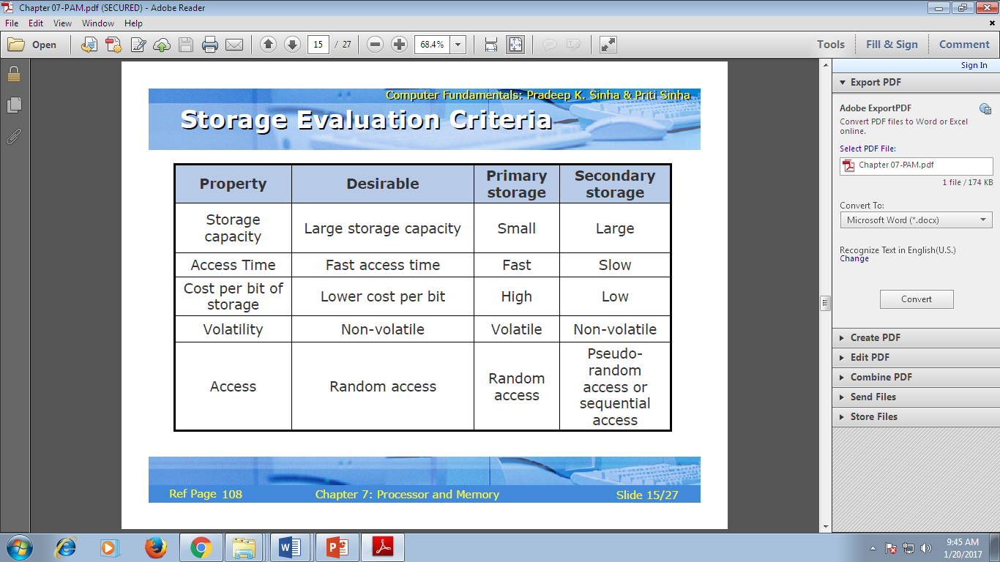 Chapter 07-PAM.pdf (SECURED) - Adobe Reader
File Edit View Window Help
Open 15 / 27 68.4% Tools Fill & Sign Comment
Sign In
Computer Fundamentals: Pradeep K. Sinha & Priti Sinha
Storage Evaluation Criteria
Property Desirable Primary storage Secondary storage
Storage capacity Large storage capacity Small Large
Access Time Fast access time Fast Slow
Cost per bit of storage Lower cost per bit High Low
Volatility Non-volatile Volatile Non-volatile
Access Random access Random access Pseudo-random access or sequential access
Ref Page 108 Chapter 7: Processor and Memory Slide 15/27
Export PDF
Adobe ExportPDF
Convert PDF files to Word or Excel
online.
Select PDF File:
Chapter 07-PAM.pdf
1 file / 174 KB
Convert To:
Microsoft Word (*.docx)
Recognize Text in English(U.S.)
Change
Convert
Create PDF
Edit PDF
Combine PDF
Send Files
Store Files
9:45 AM
1/20/2017